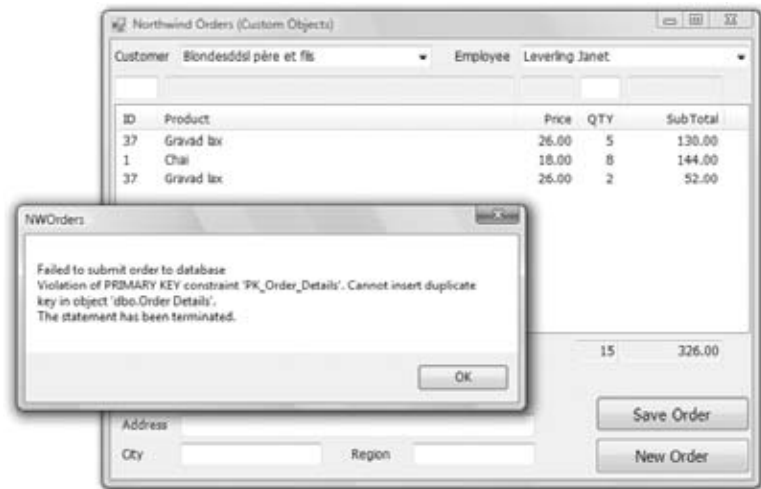 Northwind Orders (Custom Objects)
Customer Blondesddsl père et fils Employee Leverling Janet
ID Product Price QTY SubTotal
37 Gravad lax 26.00 5 130.00
1 Chai 18.00 8 144.00
37 Gravad lax 26.00 2 52.00
NWOrders
Failed to submit order to database
Violation of PRIMARY KEY constraint 'PK_Order_Details'. Cannot insert duplicate
key in object 'dbo.Order Details'.
The statement has been terminated.
OK
15 326.00
Address
City Region
Save Order
New Order